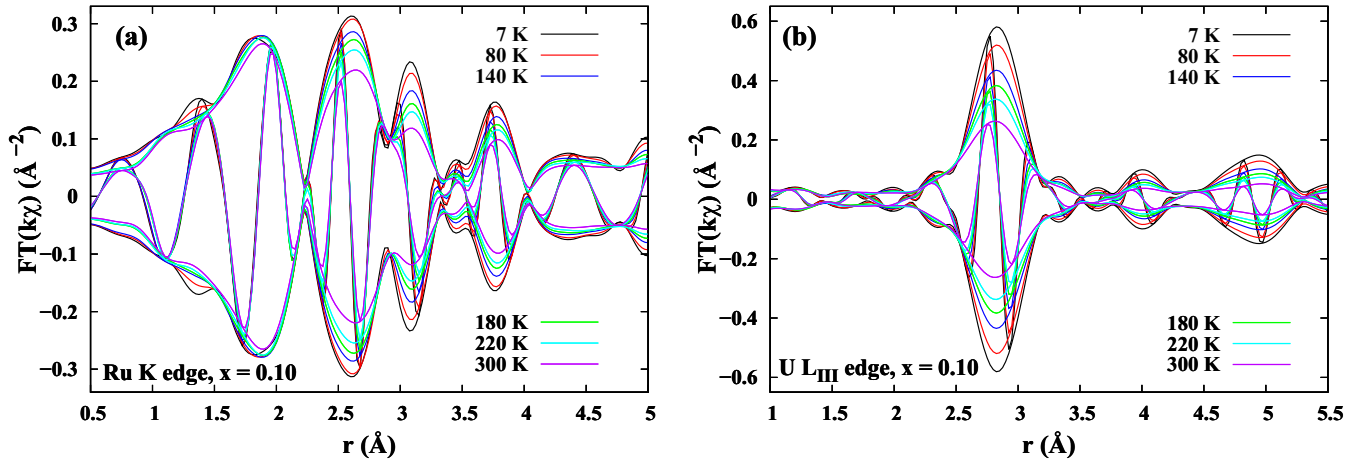 (a)
7 K
80 K
140 K
180 K
220 K
300 K
Ru K edge, x = 0.10
FT(kχ) (Å⁻²)
0.3
0.2
0.1
0
−0.1
−0.2
−0.3
0.5 1 1.5 2 2.5 3 3.5 4 4.5 5
r (Å)
(b)
7 K
80 K
140 K
180 K
220 K
300 K
U L_III edge, x = 0.10
FT(kχ) (Å⁻²)
0.6
0.4
0.2
0
−0.2
−0.4
−0.6
1 1.5 2 2.5 3 3.5 4 4.5 5 5.5
r (Å)